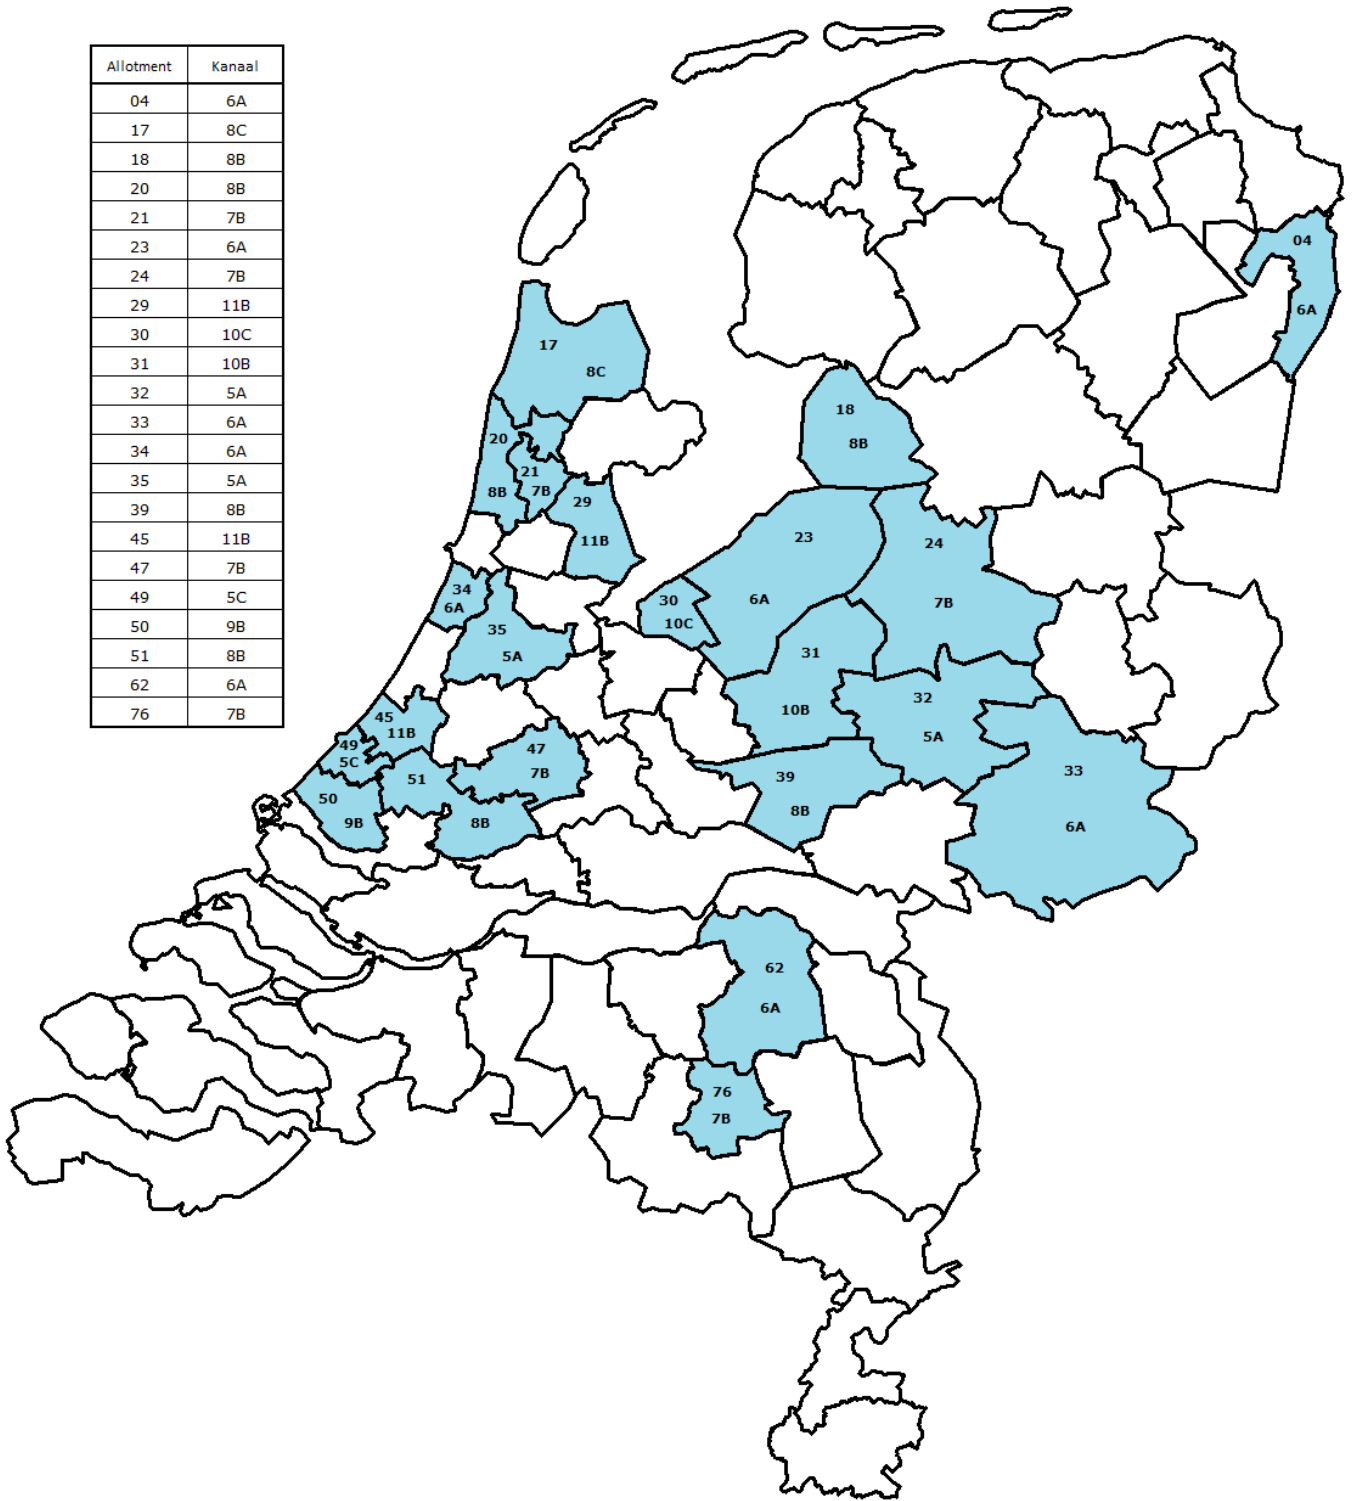 Allotment Kanaal
04 6A
17 8C
18 8B
20 8B
21 7B
23 6A
24 7B
29 11B
30 10C
31 10B
32 5A
33 6A
34 6A
35 5A
39 8B
45 11B
47 7B
49 5C
50 9B
51 8B
62 6A
76 7B
04
6A
17
8C
18
8B
20
8B
21
7B
29
11B
23
6A
24
7B
30
10C
34
6A
35
5A
31
10B
32
5A
45
11B
49
5C
47
7B
51
8B
50
9B
39
8B
33
6A
62
6A
76
7B